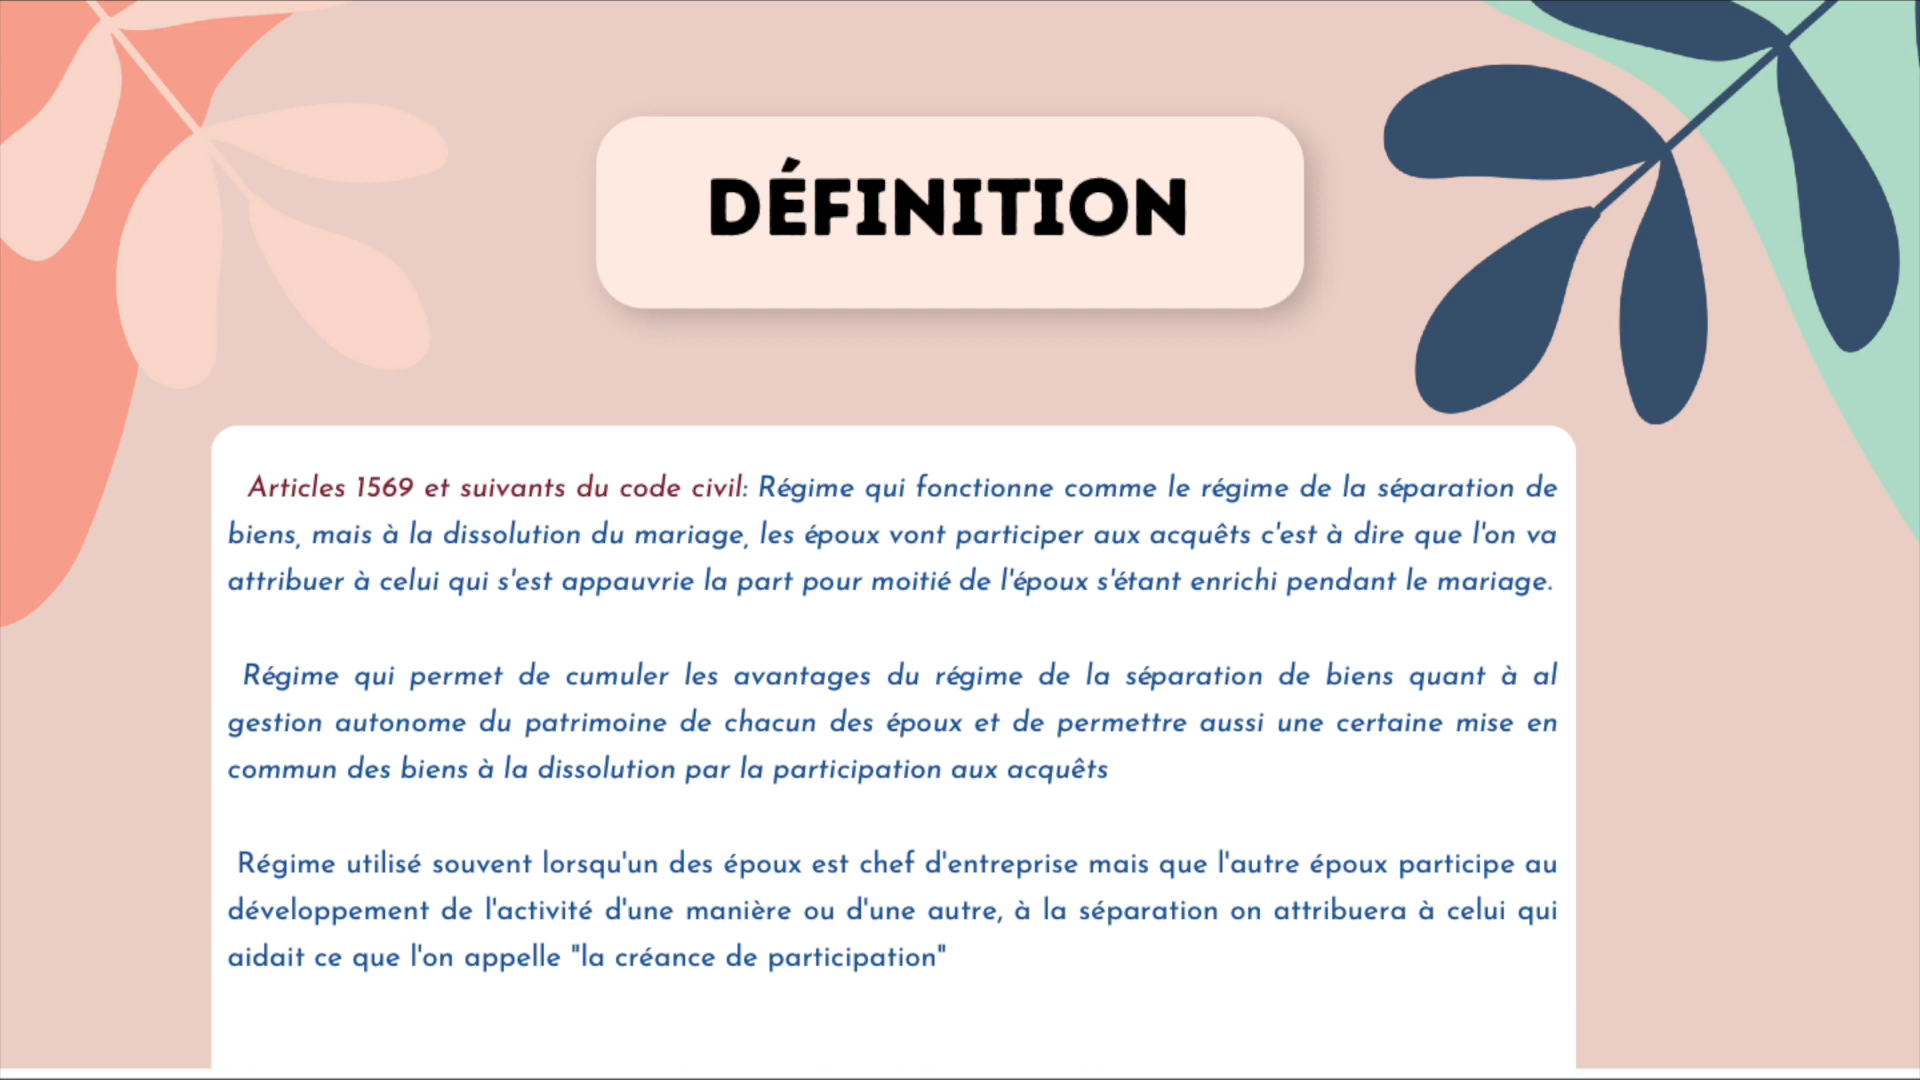 DÉFINITION
Articles 1569 et suivants du code civil: Régime qui fonctionne comme le régime de la séparation de
biens, mais à la dissolution du mariage, les époux vont participer aux acquêts c'est à dire que l'on va
attribuer à celui qui s'est appauvrie la part pour moitié de l'époux s'étant enrichi pendant le mariage.
Régime qui permet de cumuler les avantages du régime de la séparation de biens quant à al
gestion autonome du patrimoine de chacun des époux et de permettre aussi une certaine mise en
commun des biens à la dissolution par la participation aux acquêts
Régime utilisé souvent lorsqu'un des époux est chef d'entreprise mais que l'autre époux participe au
développement de l'activité d'une manière ou d'une autre, à la séparation on attribuera à celui qui
aidait ce que l'on appelle "la créance de participation"